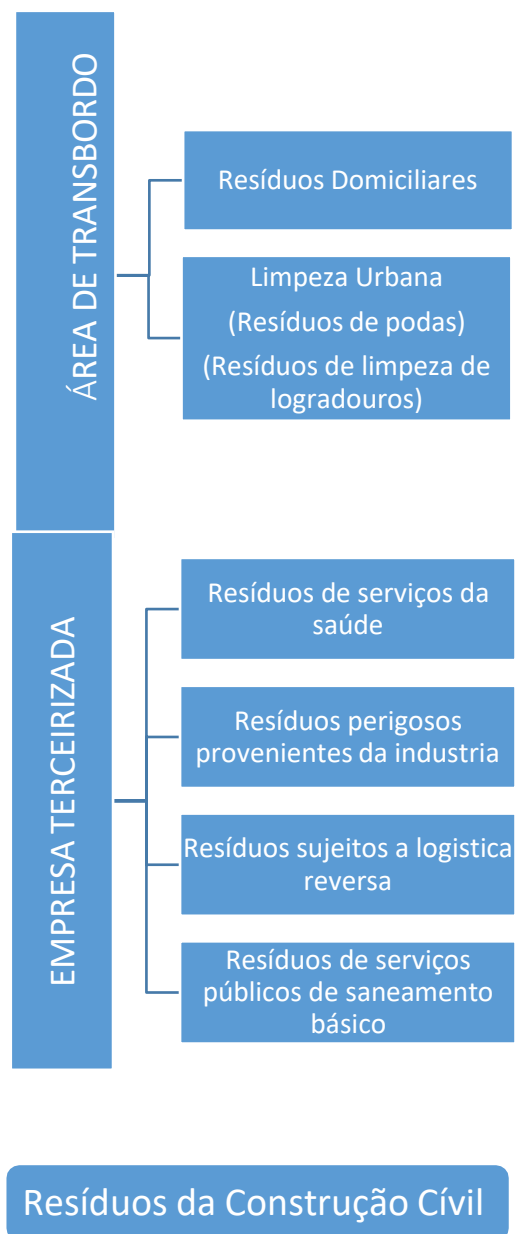 ÁREA DE TRANSBORDO
Resíduos Domiciliares
Limpeza Urbana
(Resíduos de podas)
(Resíduos de limpeza de
logradouros)
EMPRESA TERCEIRIZADA
Resíduos de serviços da
saúde
Resíduos perigosos
provenientes da industria
Resíduos sujeitos a logistica
reversa
Resíduos de serviços
públicos de saneamento
básico
Resíduos da Construção Cívil